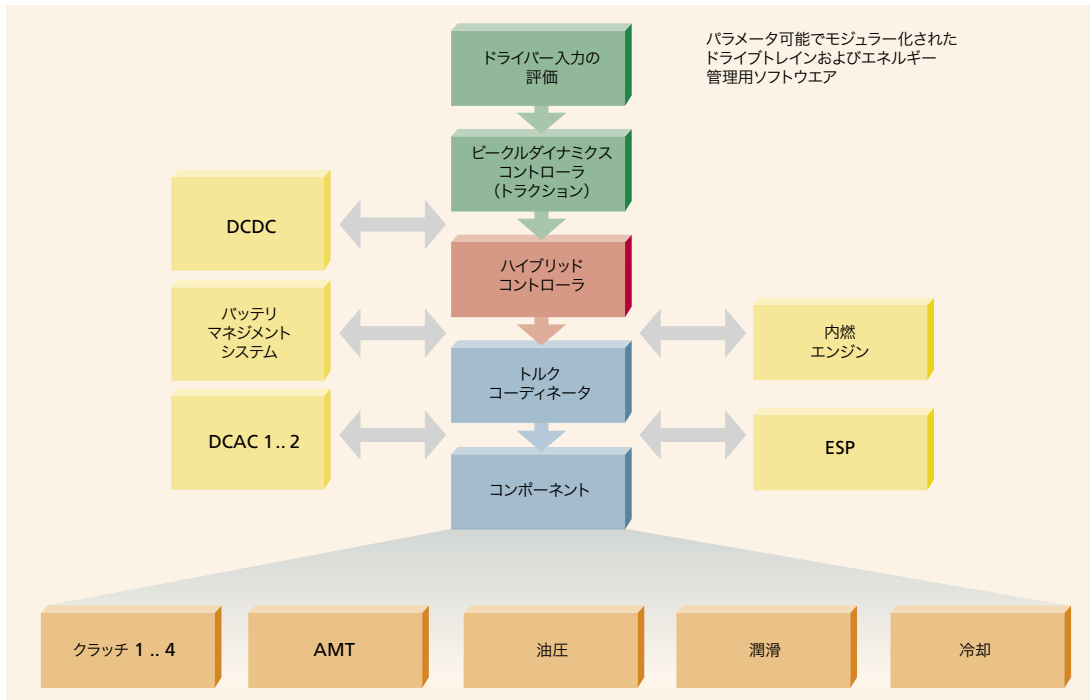 ドライバー入力の
評価
パラメータ可能でモジュラー化された
ドライブトレインおよびエネルギー
管理用ソフトウエア
ビークルダイナミクス
コントローラ
（トラクション）
DCDC
ハイブリッド
コントローラ
バッテリ
マネジメント
システム
内燃
エンジン
トルク
コーディネータ
DCAC 1 .. 2
ESP
コンポーネント
クラッチ 1 .. 4
AMT
油圧
潤滑
冷却